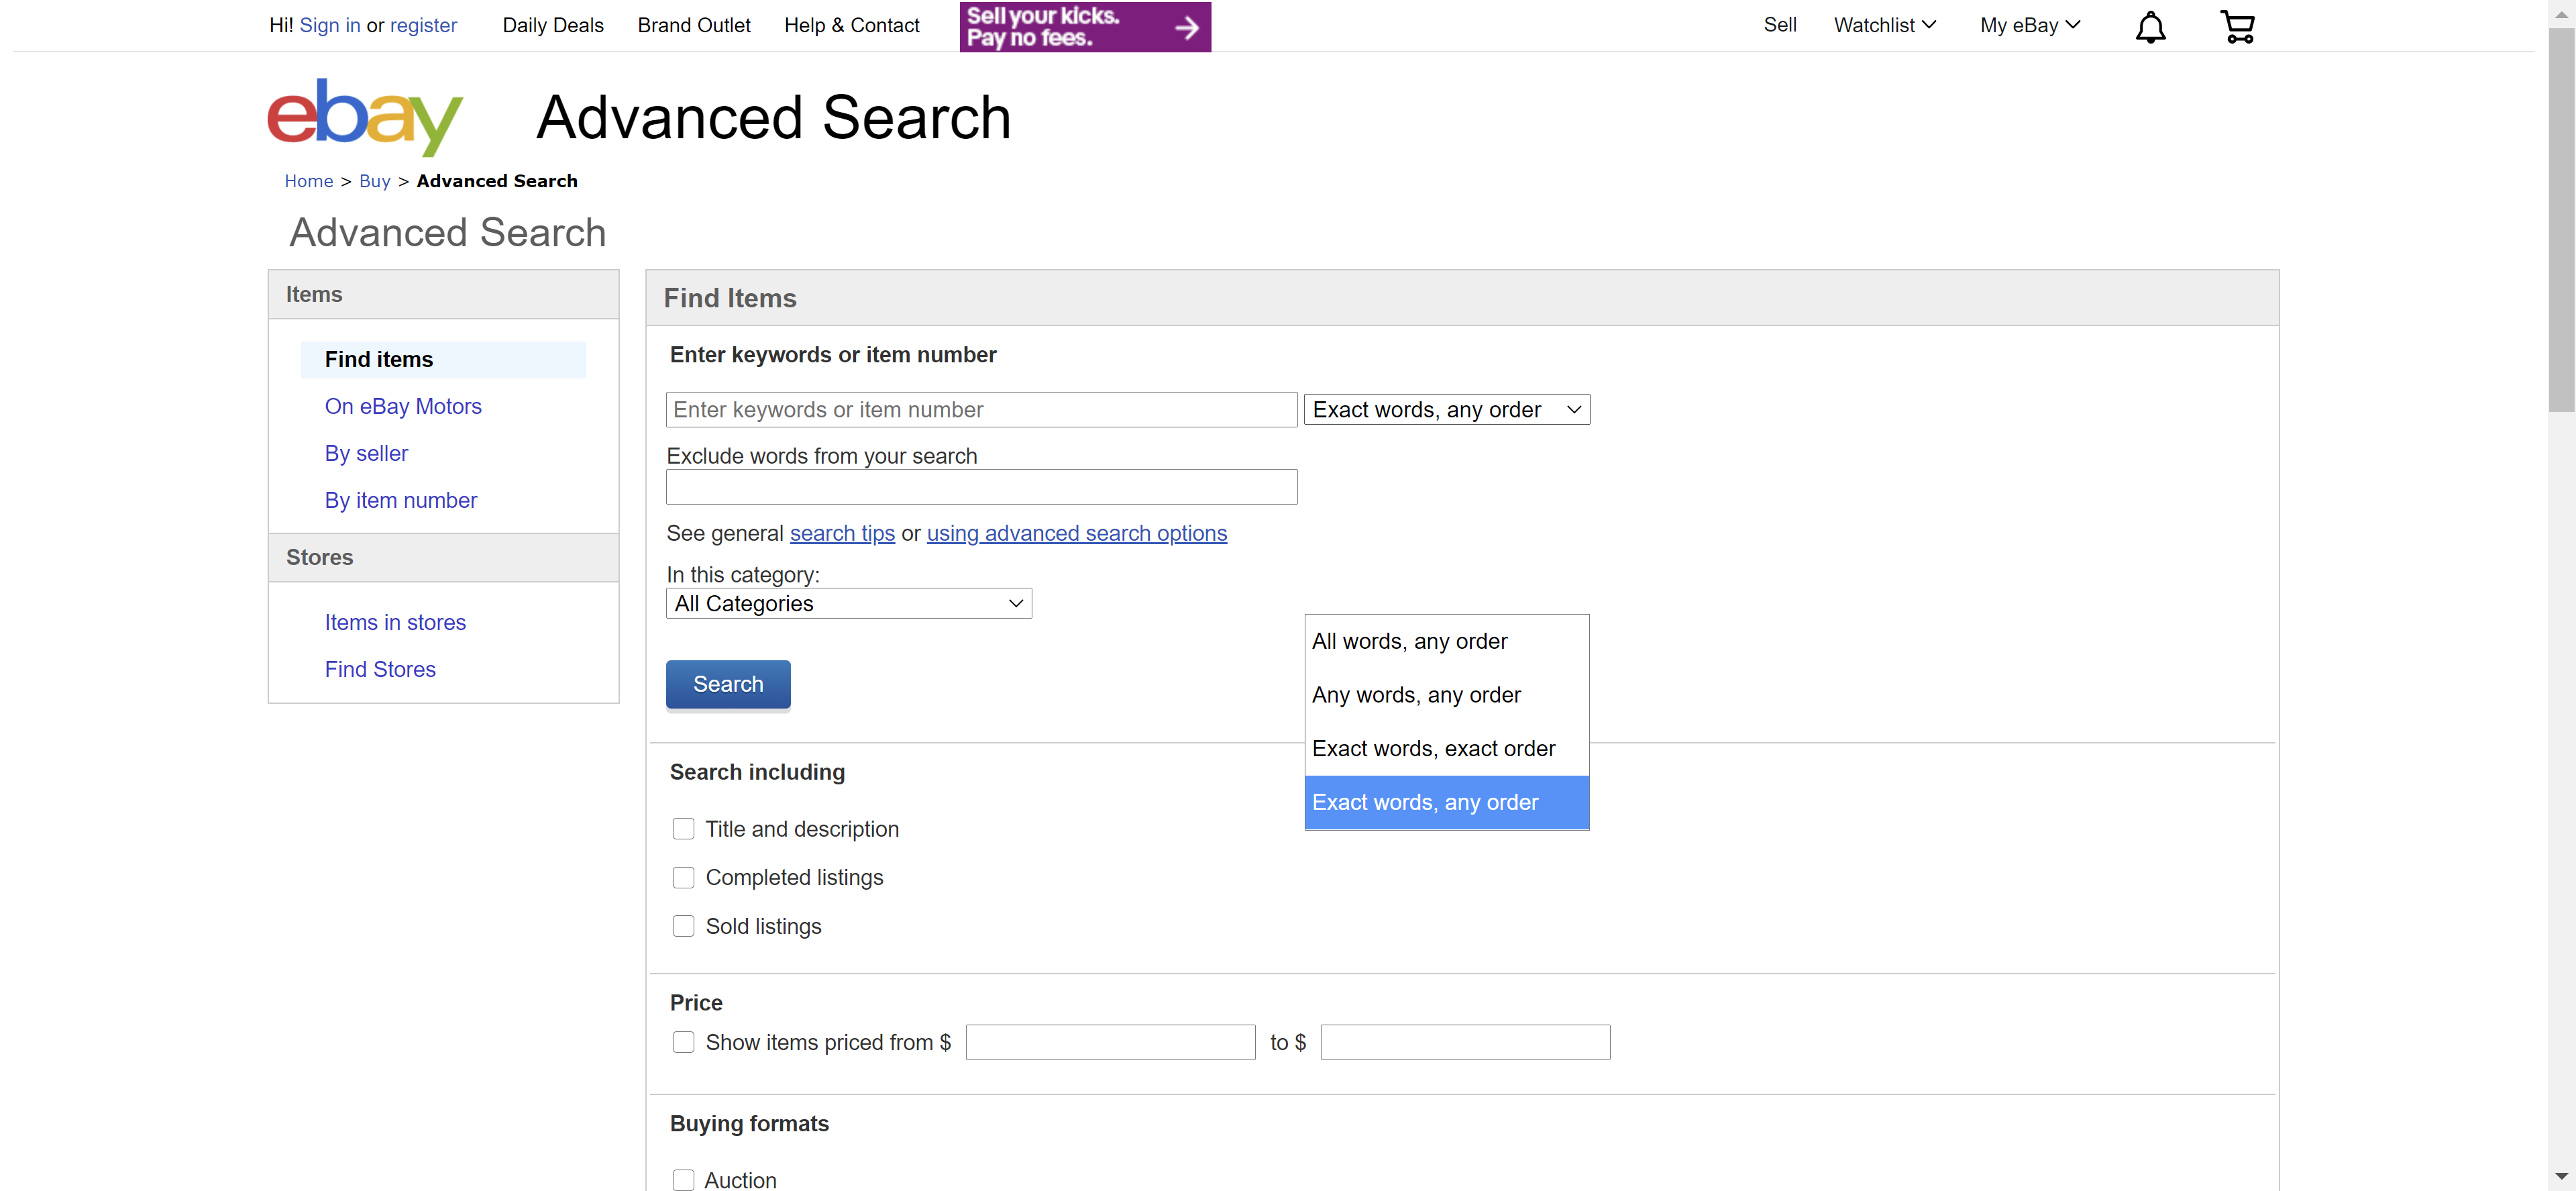 Hi! Sign in or register Daily Deals Brand Outlet Help & Contact Sell your kicks. Pay no fees. Sell Watchlist My eBay
ebay Advanced Search
Home > Buy > Advanced Search
Advanced Search
Items
Find items
On eBay Motors
By seller
By item number
Stores
Items in stores
Find Stores
Find Items
Enter keywords or item number
Enter keywords or item number Exact words, any order
Exclude words from your search
See general search tips or using advanced search options
In this category:
All Categories
Search
All words, any order
Any words, any order
Exact words, exact order
Exact words, any order
Search including
Title and description
Completed listings
Sold listings
Price
Show items priced from $ to $
Buying formats
Auction